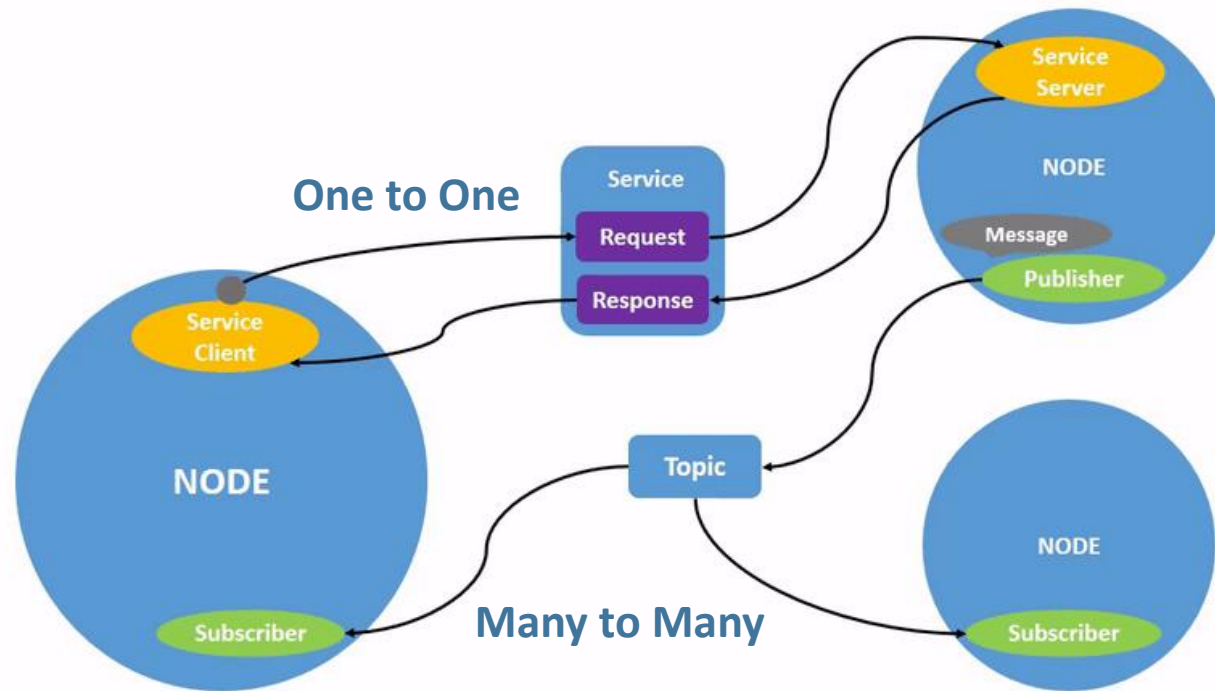 Service
Server
NODE
Message
Publisher
One to One
Service
Request
Response
Service
Client
NODE
Subscriber
Topic
Many to Many
NODE
Subscriber